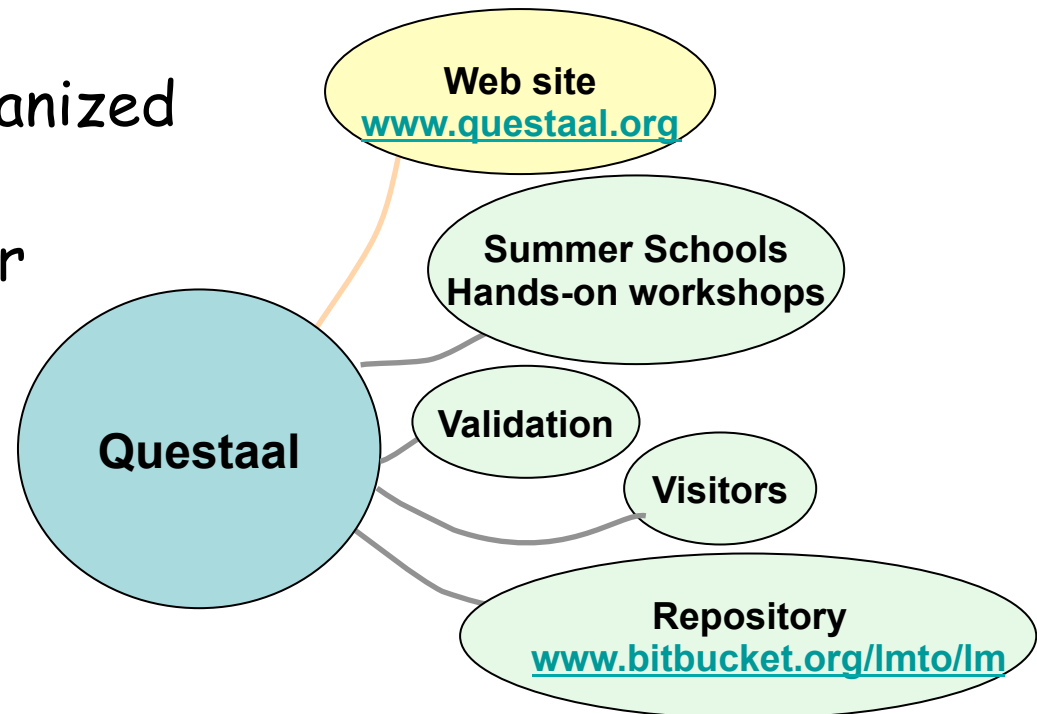 anized
r
Web site
www.questaal.org
Summer Schools
Hands-on workshops
Questaal
Validation
Visitors
Repository
www.bitbucket.org/lmto/lm